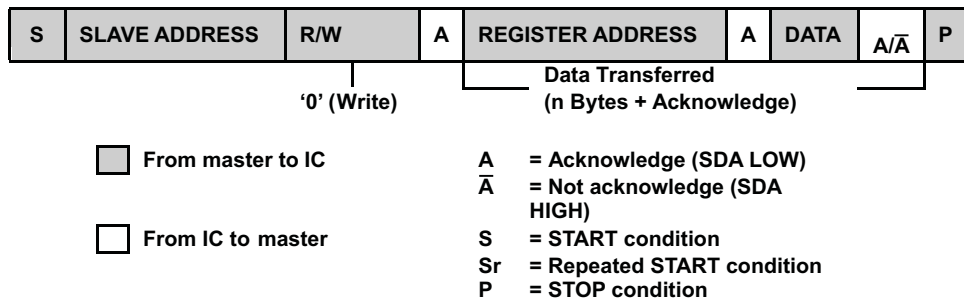 S SLAVE ADDRESS R/W A REGISTER ADDRESS A DATA A/A̅ P
‘0’ (Write)
Data Transferred
(n Bytes + Acknowledge)
From master to IC
From IC to master
A = Acknowledge (SDA LOW)
A̅ = Not acknowledge (SDA
HIGH)
S = START condition
Sr = Repeated START condition
P = STOP condition